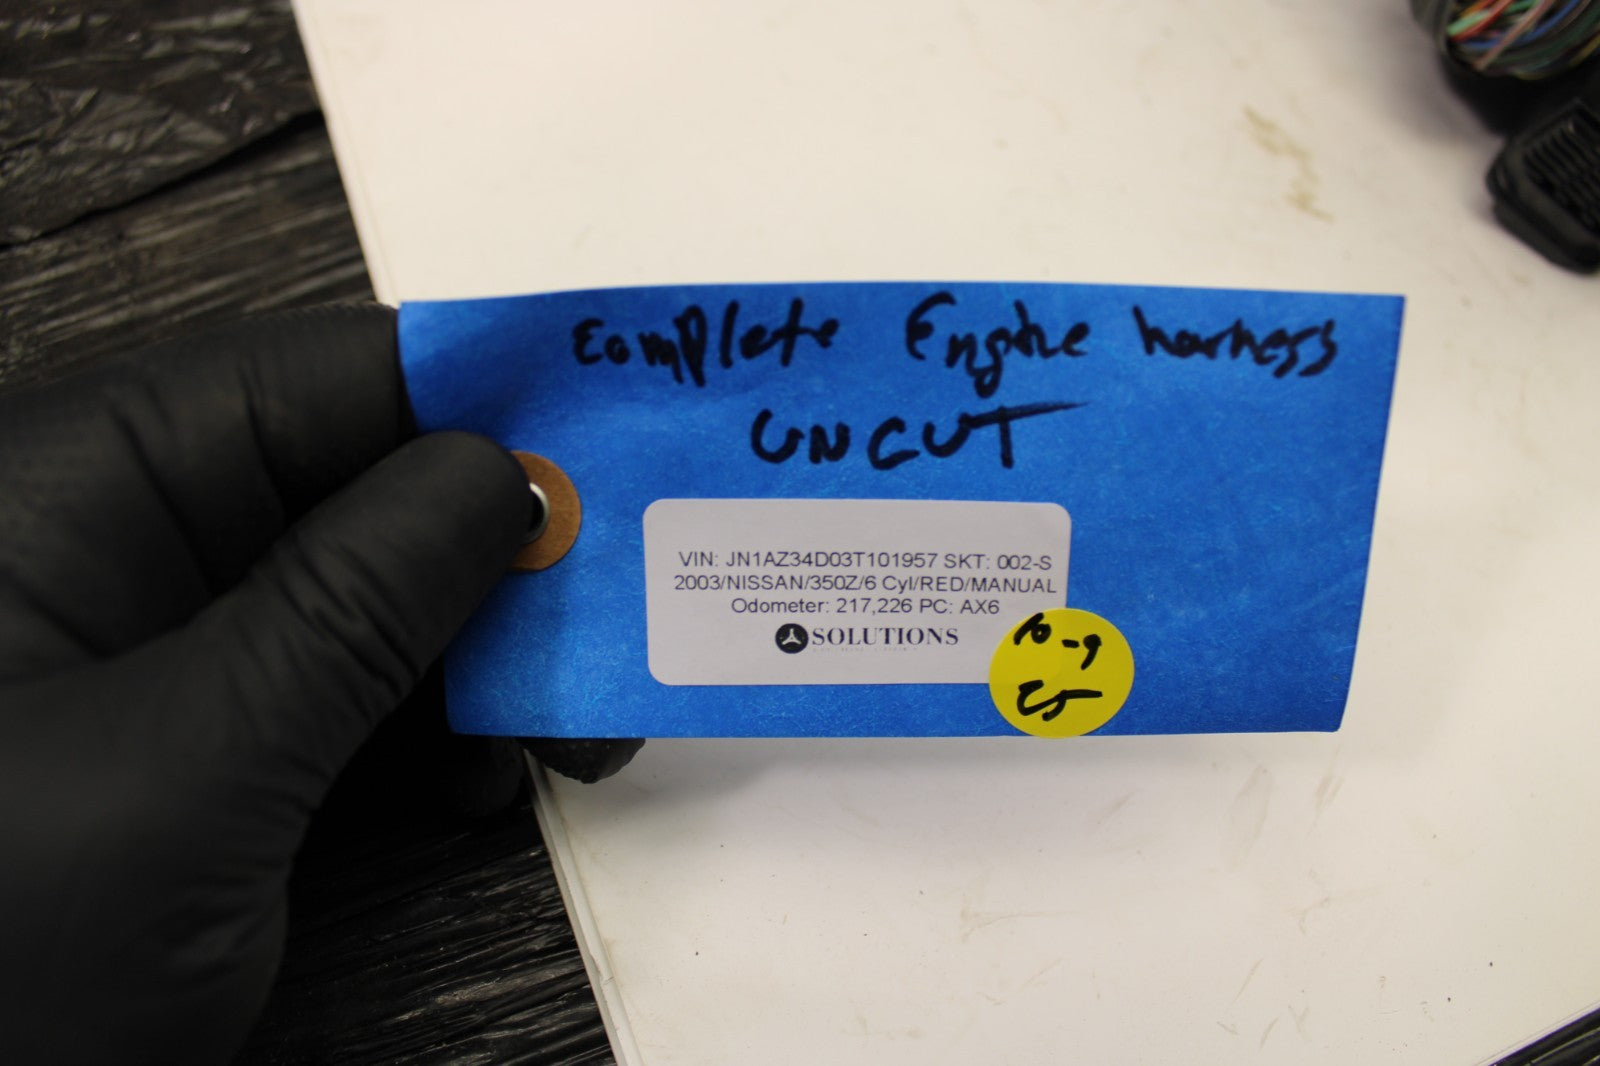 Complete Engine harness
UNCUT
VIN: JN1AZ34D03T101957 SKT: 002-S
2003/NISSAN/350Z/6 Cyl/RED/MANUAL
Odometer: 217,226 PC: AX6
SOLUTIONS
10-9
25